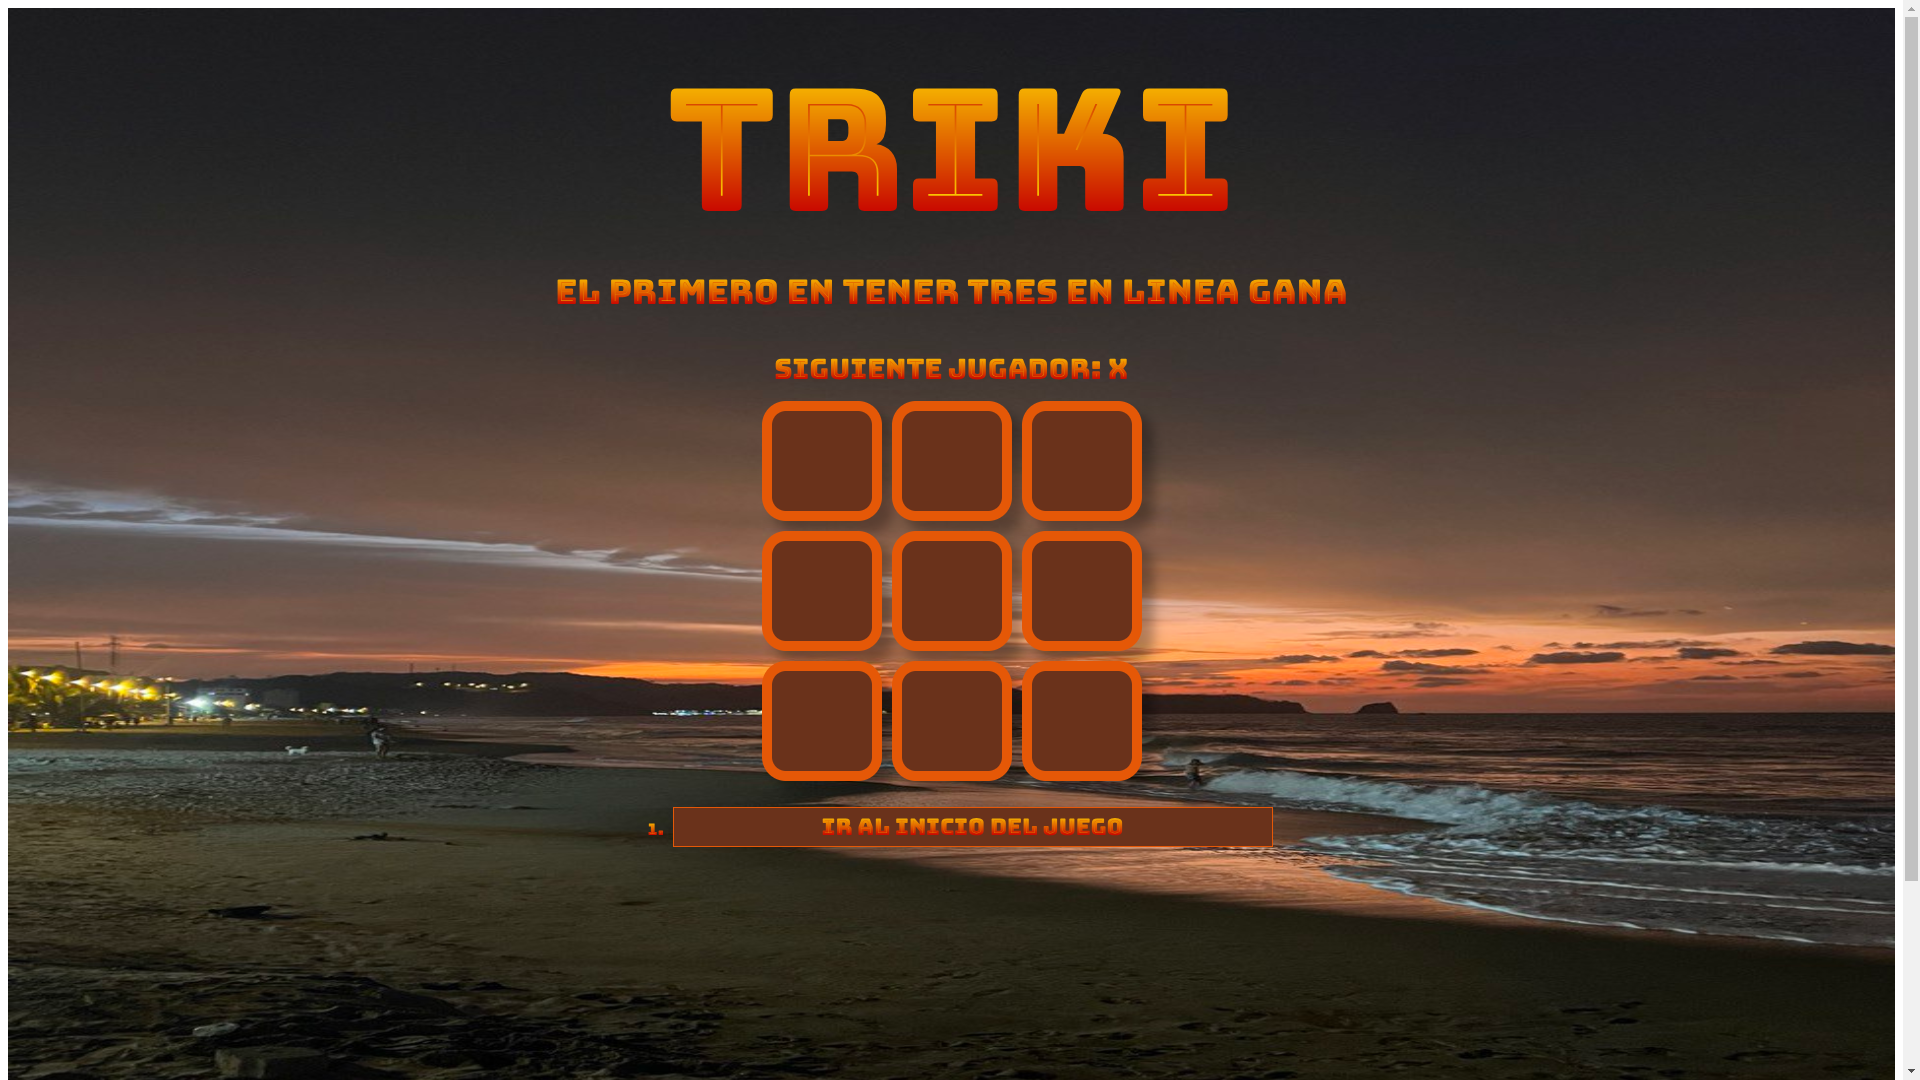 TRIKI
EL PRIMERO EN TENER TRES EN LINEA GANA
SIGUIENTE JUGADOR: X
1. IR AL INICIO DEL JUEGO